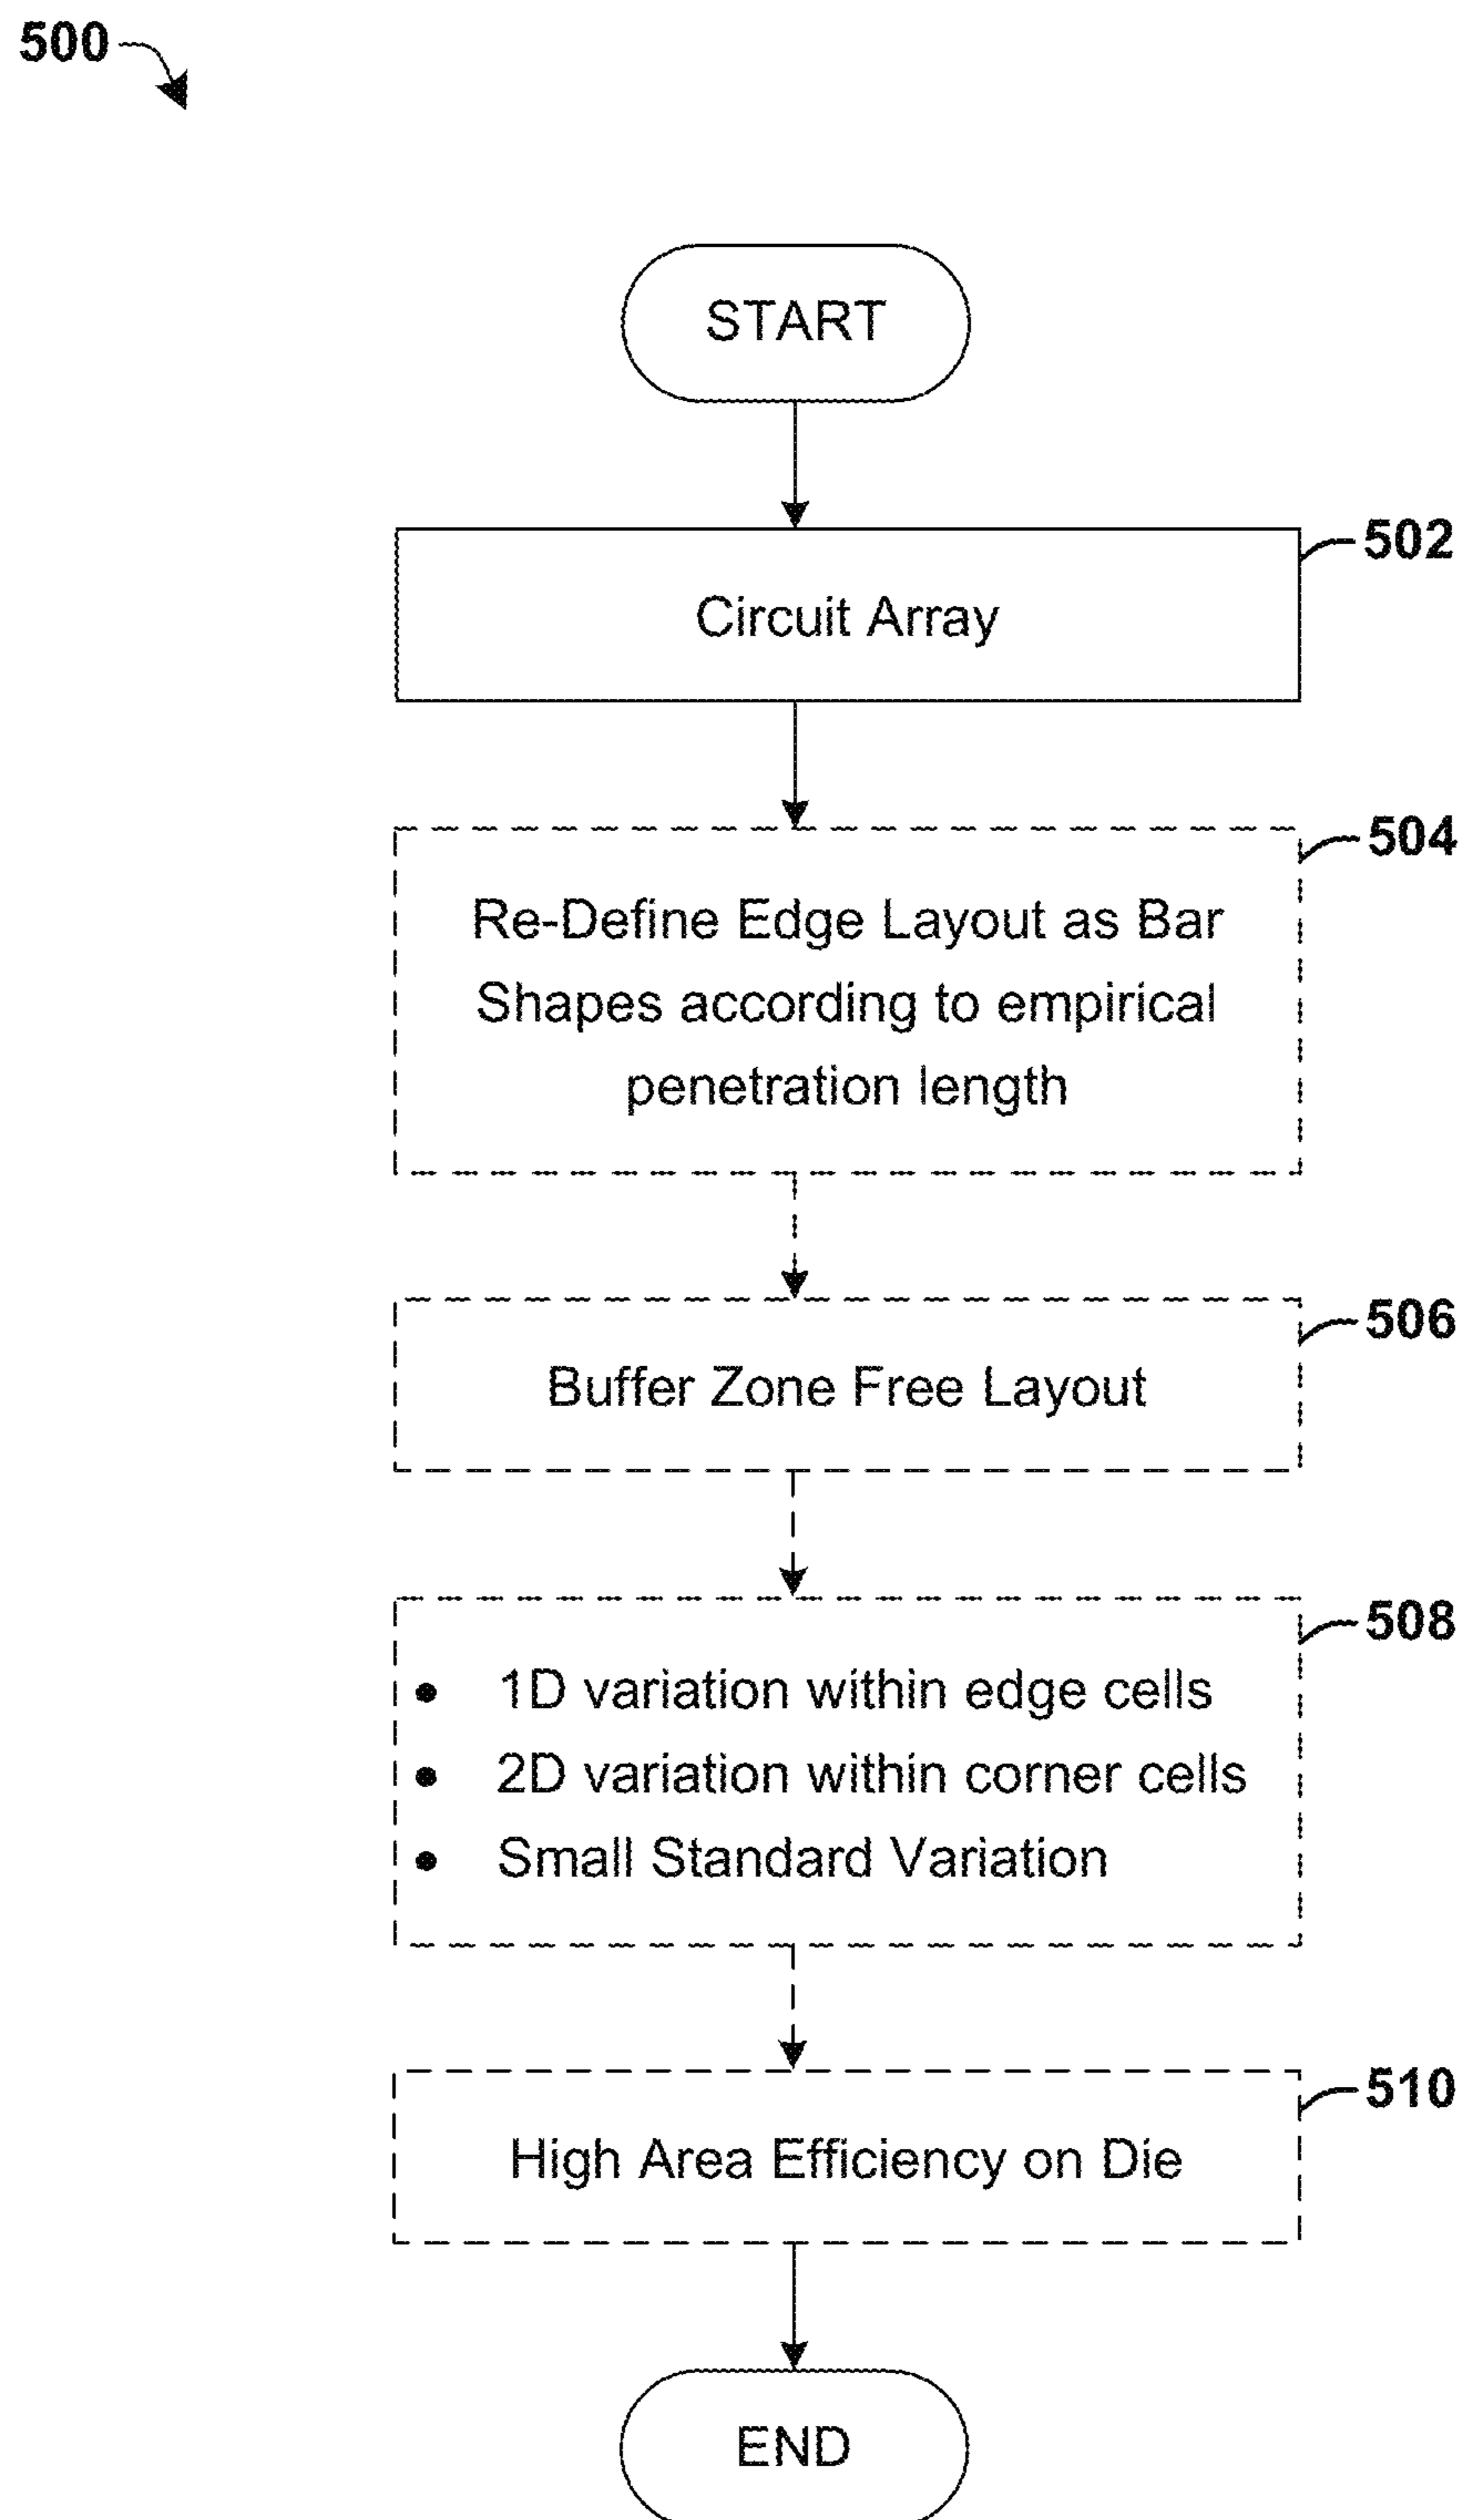 500
START
502
Circuit Array
504
Re-Define Edge Layout as Bar
Shapes according to empirical
penetration length
506
Buffer Zone Free Layout
508
• 1D variation within edge cells
• 2D variation within corner cells
• Small Standard Variation
510
High Area Efficiency on Die
END